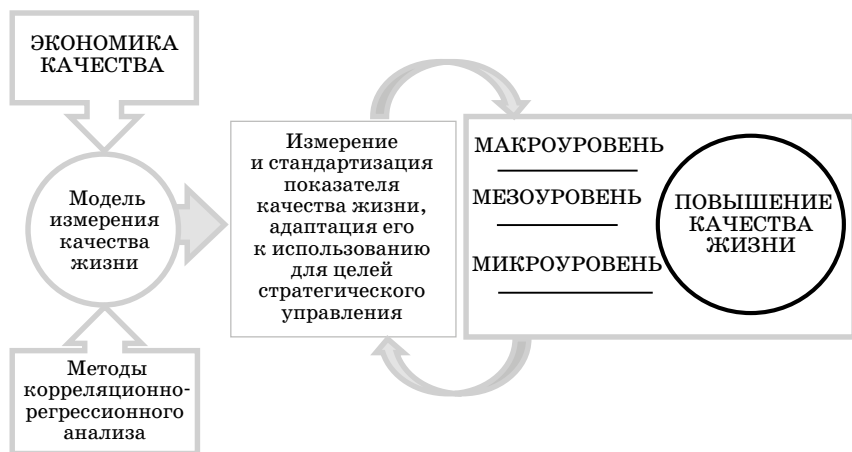 ЭКОНОМИКА
КАЧЕСТВА
Модель
измерения
качества
жизни
Методы
корреляционно-
регрессионного
анализа
Измерение
и стандартизация
показателя
качества жизни,
адаптация его
к использованию
для целей
стратегического
управления
МАКРОУРОВЕНЬ
МЕЗОУРОВЕНЬ
МИКРОУРОВЕНЬ
ПОВЫШЕНИЕ
КАЧЕСТВА
ЖИЗНИ